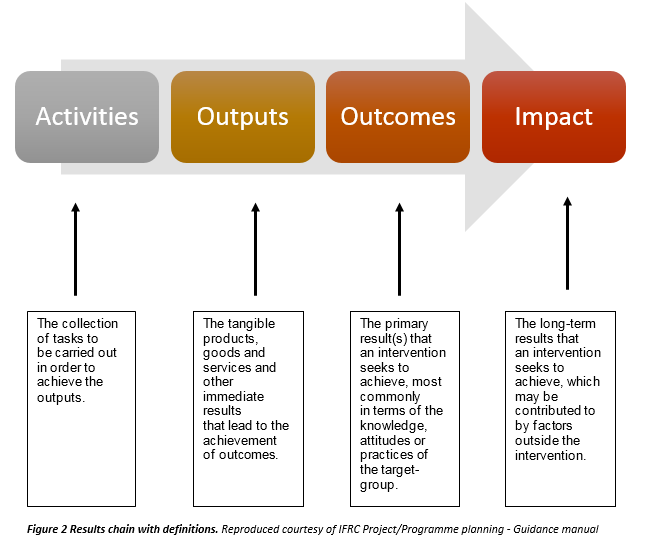 Activities
Outputs
Outcomes
Impact
The collection
of tasks to
be carried out
in order to
achieve the
outputs.
The tangible
products,
goods and
services and
other
immediate
results
that lead to the
achievement
of outcomes.
The primary
result(s) that
an intervention
seeks to
achieve, most
commonly
in terms of the
knowledge,
attitudes or
practices of
the target-
group.
The long-term
results that
an intervention
seeks to
achieve, which
may be
contributed to
by factors
outside the
intervention.
Figure 2 Results chain with definitions. Reproduced courtesy of IFRC Project/Programme planning - Guidance manual